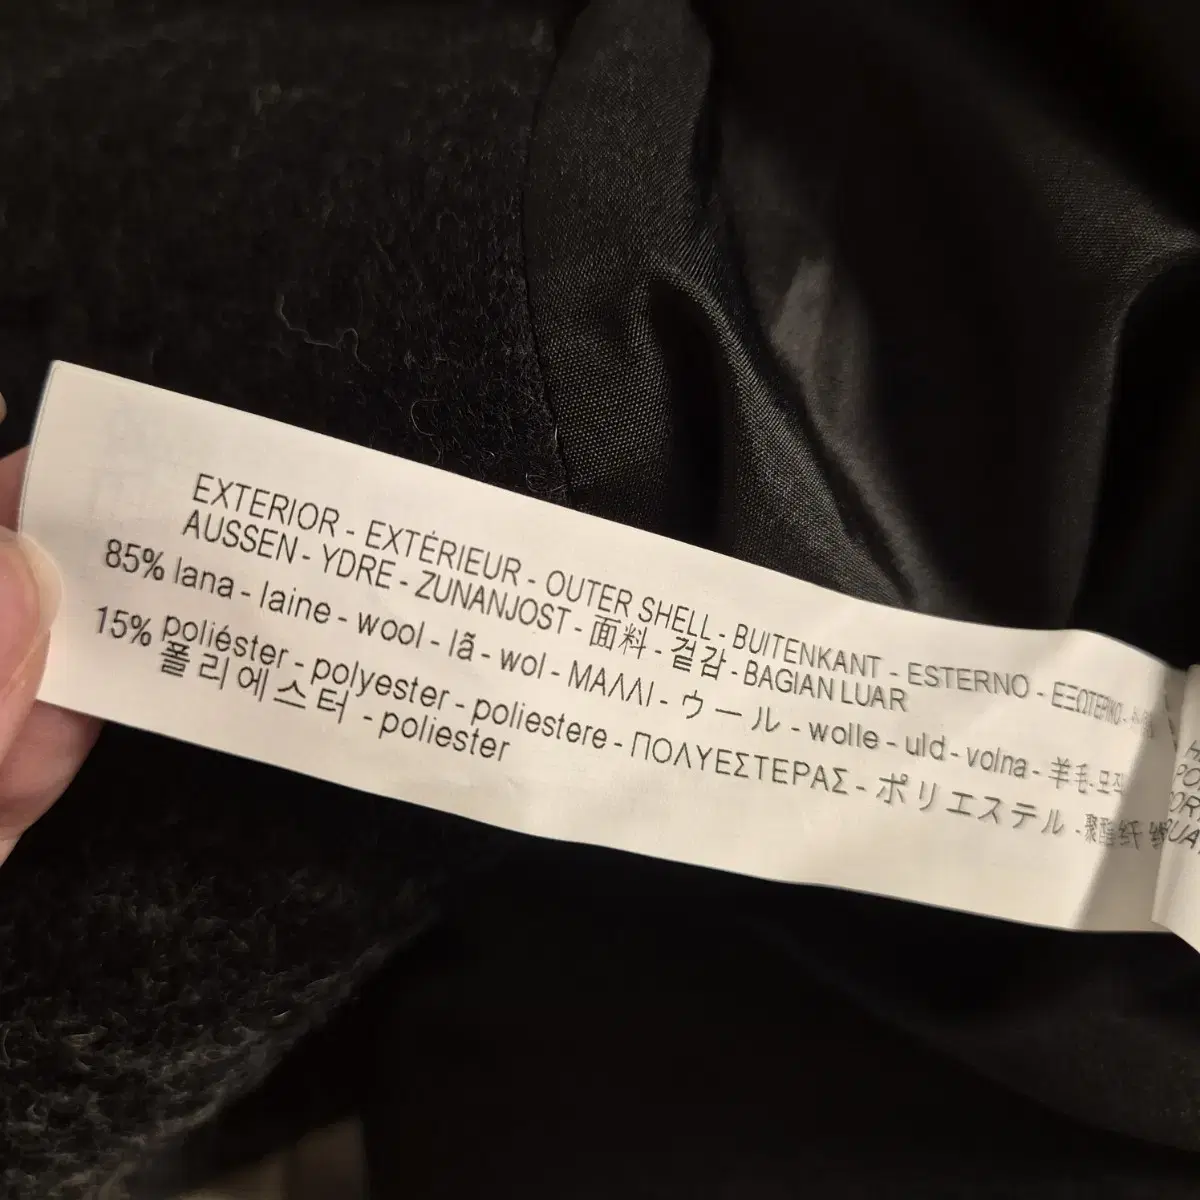 EXTERIOR - EXTÉRIEUR - OUTER SHELL - BUITENKANT - ESTERNO - ΕΞΩΤΕΡΙΚΟ -
AUSSEN - YDRE - ZUNANJOST - 面料 - 겉감 - BAGIAN LUAR
85% lana - laine - wool - lã - wol - ΜΑΛΛΙ - ウール - wolle - uld - volna - 羊毛 - 모직
15% poliéster - polyester - poliestere - ΠΟΛΥΕΣΤΕΡΑΣ - ポリエステル - 聚酯纤
폴리에스터 - poliester